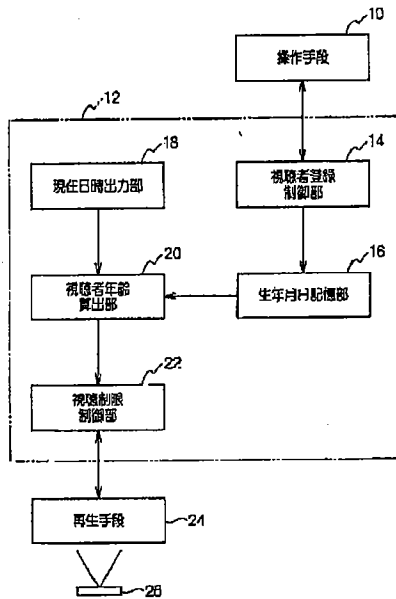 10
操作手段
12
18
14
現在日時出力部
視聴者登録
制御部
20
16
視聴者年齢
算出部
生年月日記憶部
22
視聴制限
制御部
再生手段
24
26